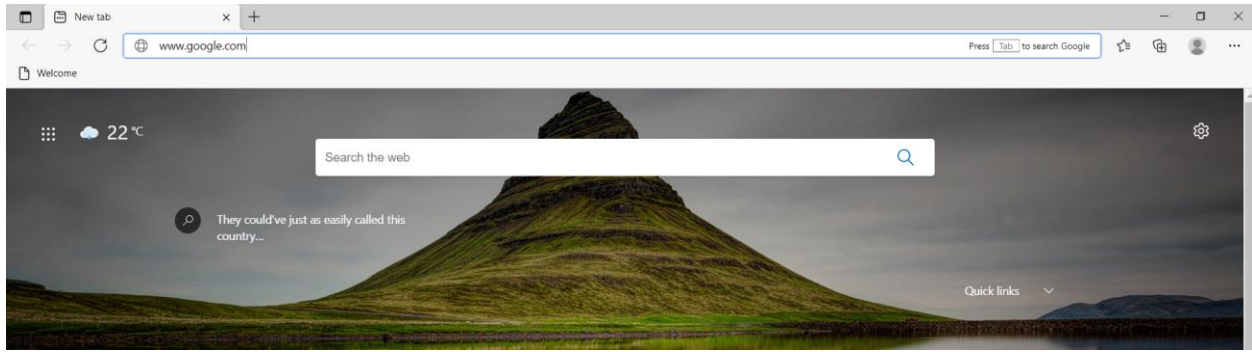 New tab
www.google.com
Press Tab to search Google
Welcome
22 °C
Search the web
They could've just as easily called this
country...
Quick links